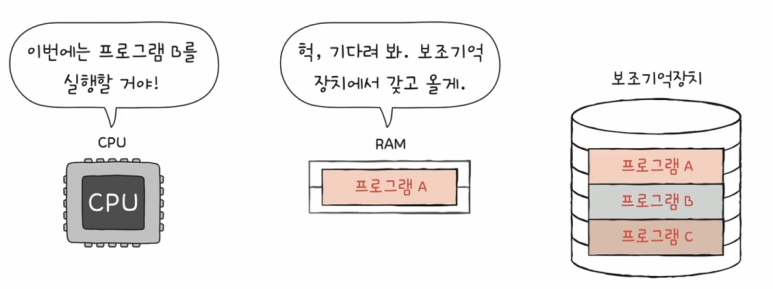 이번에는 프로그램 B를
실행할 거야!
CPU
CPU
헉, 기다려 봐. 보조기억
장치에서 갖고 올게.
RAM
프로그램 A
보조기억장치
프로그램 A
프로그램 B
프로그램 C